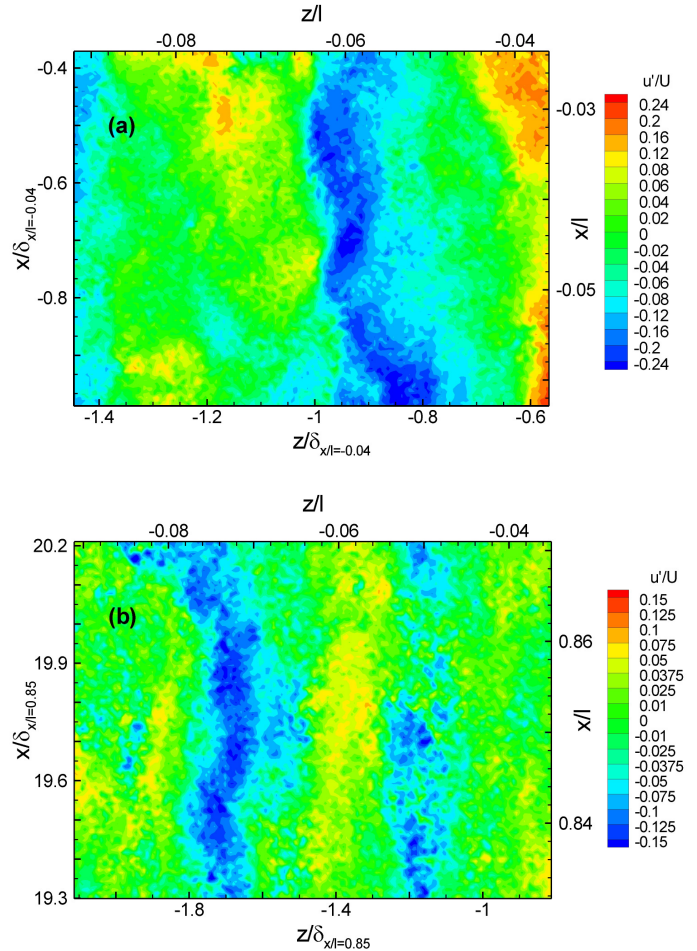 z/l
-0.08 -0.06 -0.04
u'/U
-0.4
-0.6
-0.8
x/δx/l=-0.04
(a)
-0.03
-0.05
x/l
0.24
0.2
0.16
0.12
0.08
0.06
0.04
0.02
0
-0.02
-0.04
-0.06
-0.08
-0.12
-0.16
-0.2
-0.24
-1.4 -1.2 -1 -0.8 -0.6
z/δx/l=-0.04
z/l
-0.08 -0.06 -0.04
u'/U
20.2
19.9
19.6
19.3
x/δx/l=0.85
(b)
0.86
0.84
x/l
0.15
0.125
0.1
0.075
0.05
0.0375
0.025
0.01
0
-0.01
-0.025
-0.0375
-0.05
-0.075
-0.1
-0.125
-0.15
-1.8 -1.4 -1
z/δx/l=0.85